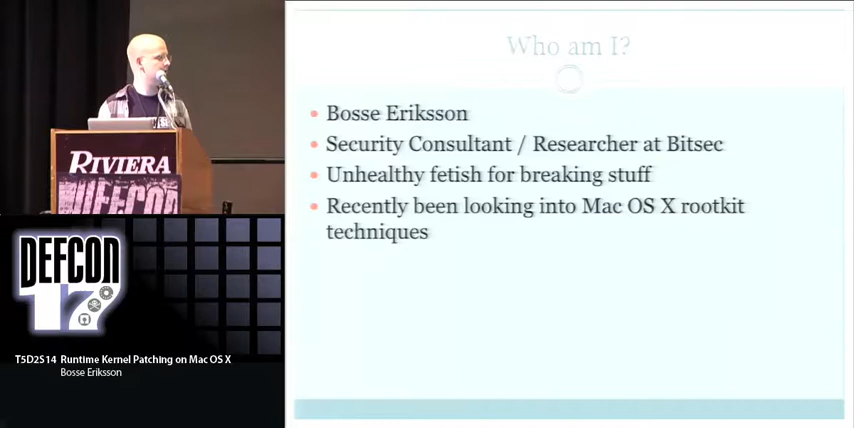 Who am I?
Bosse Eriksson
Security Consultant / Researcher at Bitsec
Unhealthy fetish for breaking stuff
Recently been looking into Mac OS X rootkit
techniques
RIVIERA
DEFCON
DEFCON
17
T5D2S14 Runtime Kernel Patching on Mac OS X
Bosse Eriksson